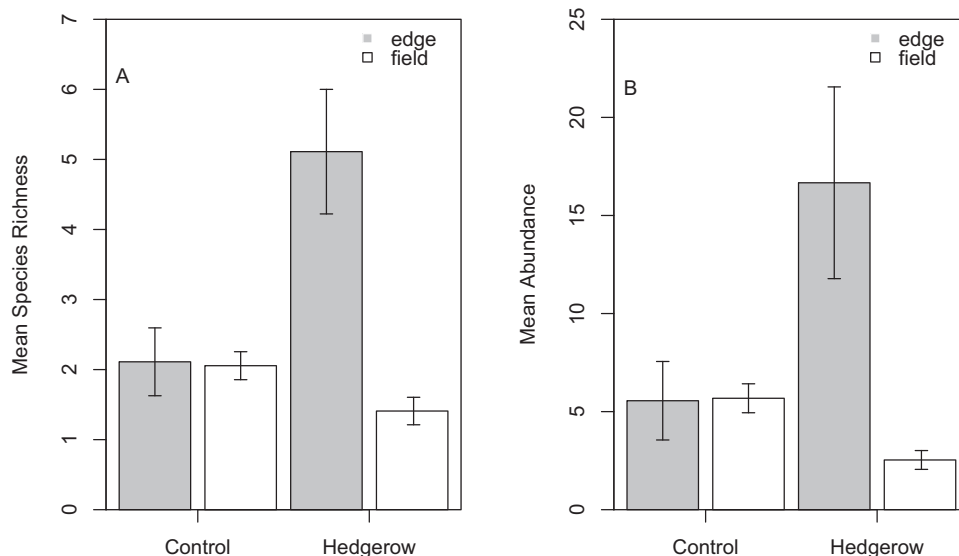 Mean Species Richness
7
6
5
4
3
2
1
0
A
edge
field
Control
Hedgerow
Mean Abundance
25
20
15
10
5
0
B
edge
field
Control
Hedgerow